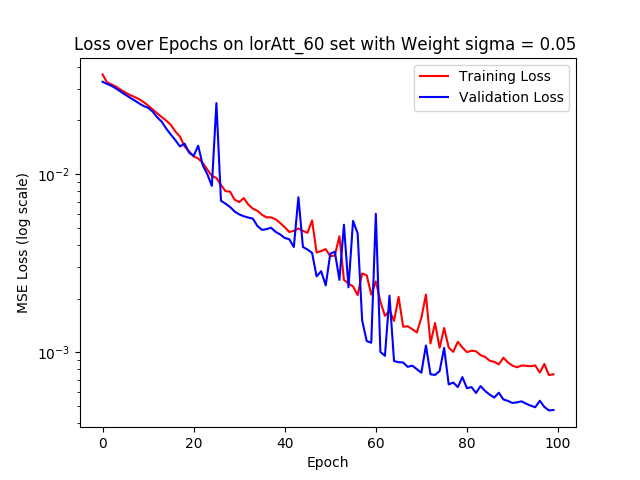 Loss over Epochs on lorAtt_60 set with Weight sigma = 0.05
Training Loss
Validation Loss
MSE Loss (log scale)
10⁻²
10⁻³
0 20 40 60 80 100
Epoch